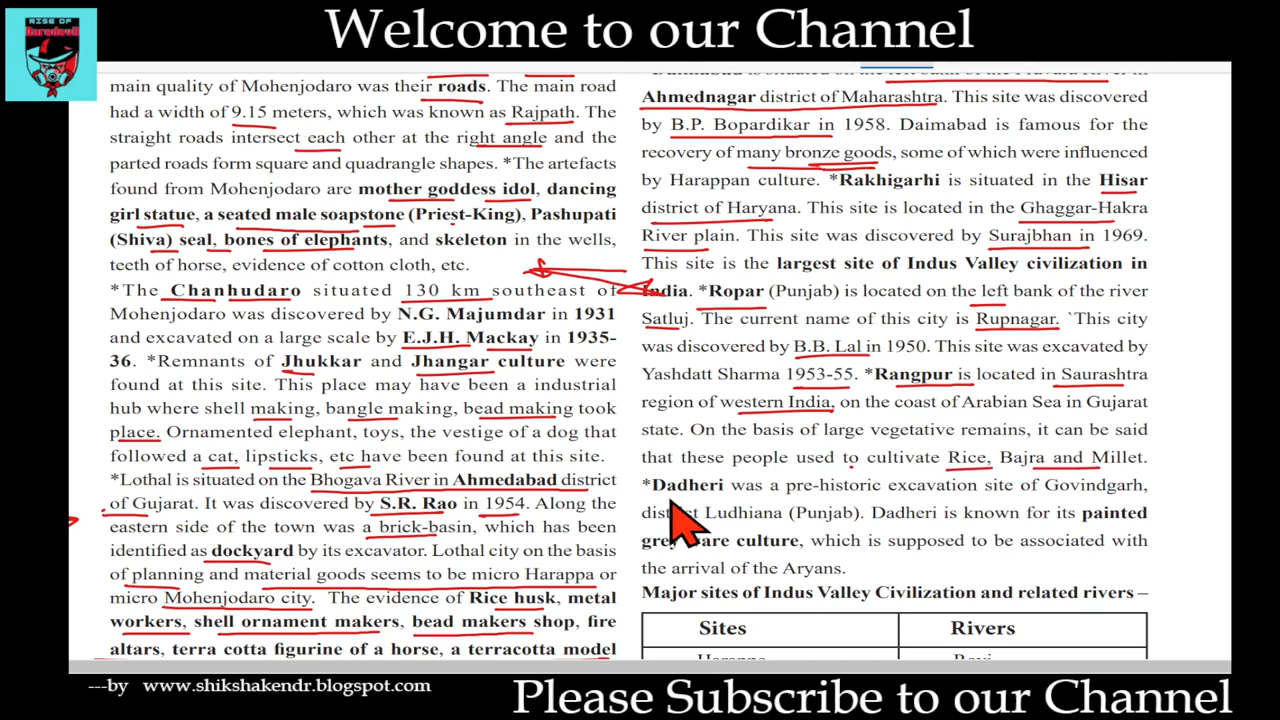 Welcome to our Channel
RISE OF
Daredevil
main quality of Mohenjodaro was their roads. The main road
had a width of 9.15 meters, which was known as Rajpath. The
straight roads intersect each other at the right angle and the
parted roads form square and quadrangle shapes. *The artefacts
found from Mohenjodaro are mother goddess idol, dancing
girl statue, a seated male soapstone (Priest-King), Pashupati
(Shiva) seal, bones of elephants, and skeleton in the wells,
teeth of horse, evidence of cotton cloth, etc.
*The Chanhudaro situated 130 km southeast of
Mohenjodaro was discovered by N.G. Majumdar in 1931
and excavated on a large scale by E.J.H. Mackay in 1935-
36. *Remnants of Jhukkar and Jhangar culture were
found at this site. This place may have been a industrial
hub where shell making, bangle making, bead making took
place. Ornamented elephant, toys, the vestige of a dog that
followed a cat, lipsticks, etc have been found at this site.
*Lothal is situated on the Bhogava River in Ahmedabad district
of Gujarat. It was discovered by S.R. Rao in 1954. Along the
eastern side of the town was a brick-basin, which has been
identified as dockyard by its excavator. Lothal city on the basis
of planning and material goods seems to be micro Harappa or
micro Mohenjodaro city. The evidence of Rice husk, metal
workers, shell ornament makers, bead makers shop, fire
altars, terra cotta figurine of a horse, a terracotta model
Daimabad is situated on the left bank of the Pravara River in
Ahmednagar district of Maharashtra. This site was discovered
by B.P. Bopardikar in 1958. Daimabad is famous for the
recovery of many bronze goods, some of which were influenced
by Harappan culture. *Rakhigarhi is situated in the Hisar
district of Haryana. This site is located in the Ghaggar-Hakra
River plain. This site was discovered by Surajbhan in 1969.
This site is the largest site of Indus Valley civilization in
India. *Ropar (Punjab) is located on the left bank of the river
Satluj. The current name of this city is Rupnagar. `This city
was discovered by B.B. Lal in 1950. This site was excavated by
Yashdatt Sharma 1953-55. *Rangpur is located in Saurashtra
region of western India, on the coast of Arabian Sea in Gujarat
state. On the basis of large vegetative remains, it can be said
that these people used to cultivate Rice, Bajra and Millet.
*Dadheri was a pre-historic excavation site of Govindgarh,
district Ludhiana (Punjab). Dadheri is known for its painted
grey ware culture, which is supposed to be associated with
the arrival of the Aryans.
Major sites of Indus Valley Civilization and related rivers –
Sites Rivers
Harappa Ravi
---by www.shikshakendr.blogspot.com
Please Subscribe to our Channel